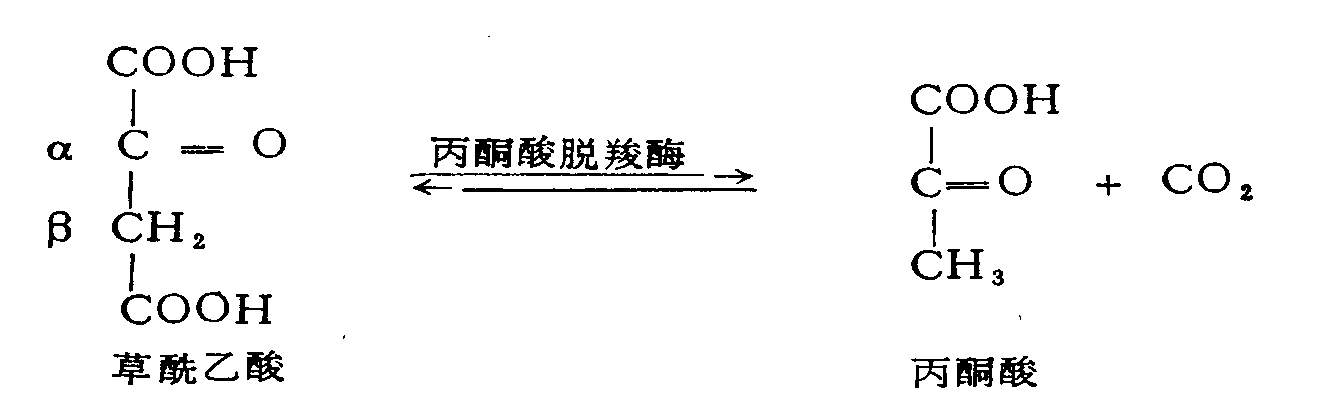 COOH
α C = O
β CH₂
COOH
草酰乙酸
丙酮酸脱羧酶
COOH
C=O + CO₂
CH₃
丙酮酸